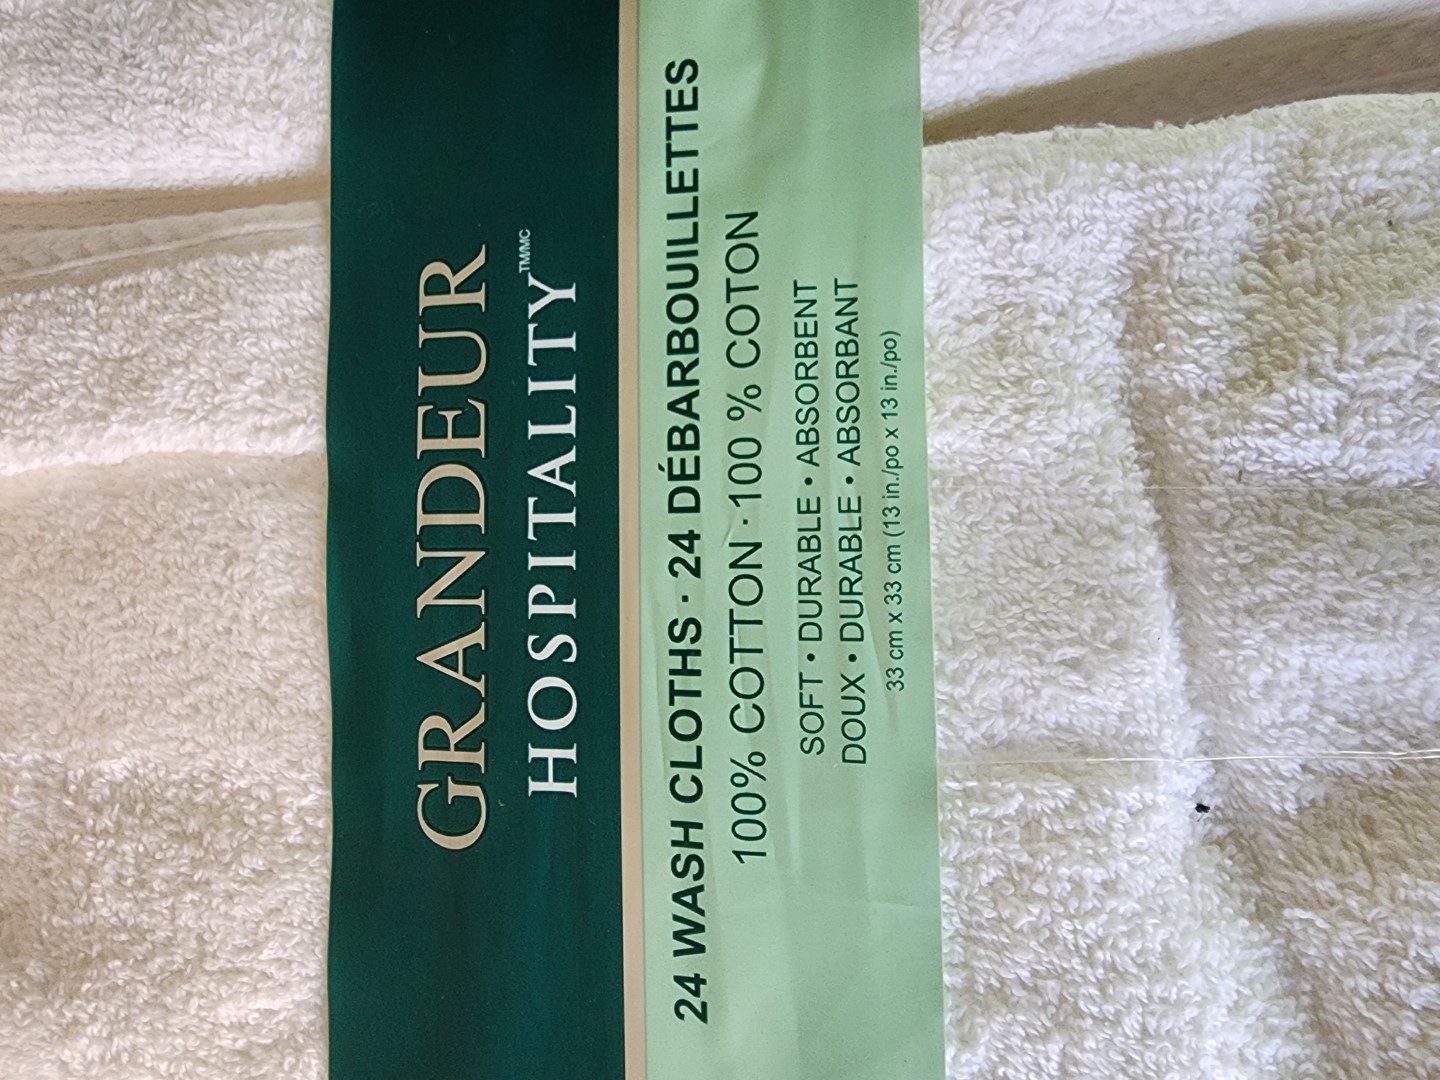 GRANDEUR
HOSPITALITY™/MC
24 WASH CLOTHS · 24 DÉBARBOUILLETTES
100% COTTON · 100 % COTON
SOFT • DURABLE • ABSORBENT
DOUX • DURABLE • ABSORBANT
33 cm x 33 cm (13 in./po x 13 in./po)